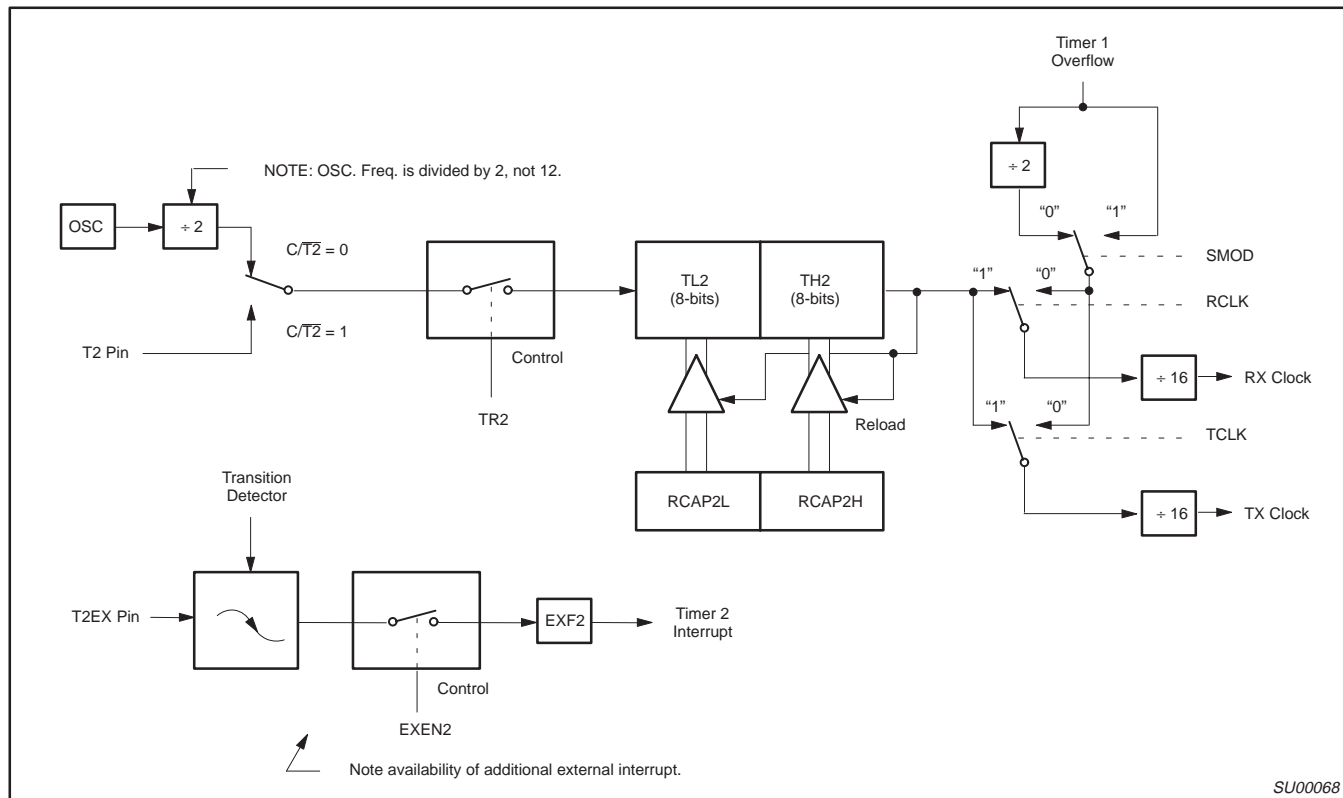 Timer 1
Overflow
÷ 2
“0”
“1”
NOTE: OSC. Freq. is divided by 2, not 12.
OSC
÷ 2
C/T2 = 0
C/T2 = 1
T2 Pin
Control
TR2
TL2
(8-bits)
TH2
(8-bits)
Reload
RCAP2L
RCAP2H
SMOD
“1”
“0”
RCLK
÷ 16
RX Clock
“1”
“0”
TCLK
÷ 16
TX Clock
Transition
Detector
T2EX Pin
Control
EXEN2
EXF2
Timer 2
Interrupt
Note availability of additional external interrupt.
SU00068